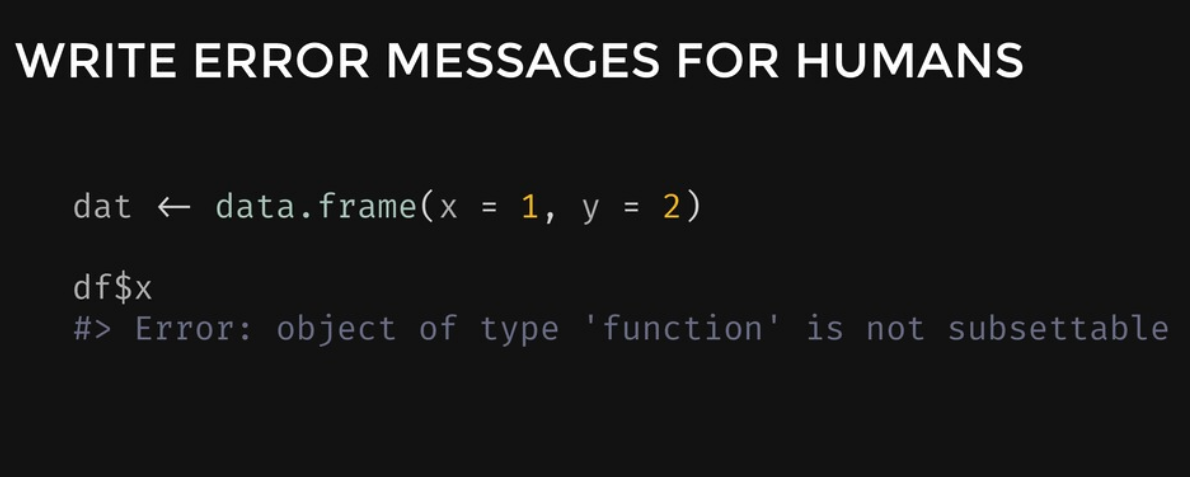 WRITE ERROR MESSAGES FOR HUMANS
dat ← data.frame(x = 1, y = 2)
df$x
#> Error: object of type 'function' is not subsettable